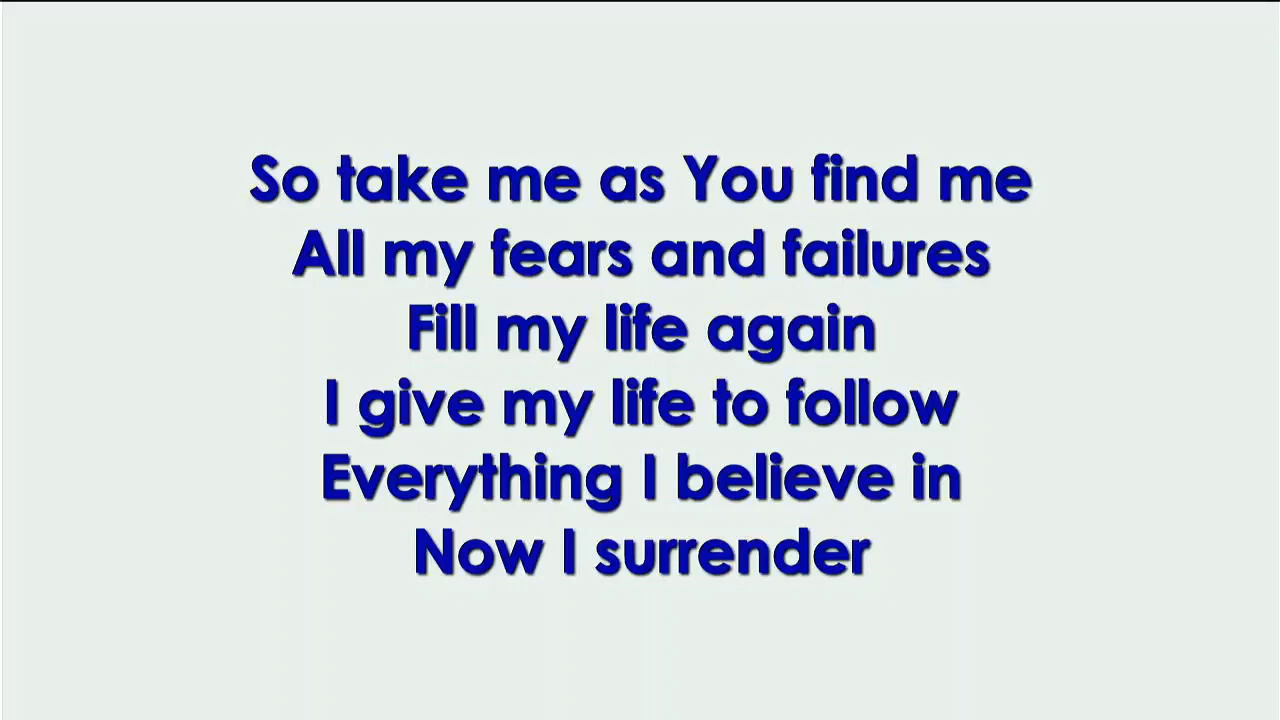 So take me as You find me
All my fears and failures
Fill my life again
I give my life to follow
Everything I believe in
Now I surrender